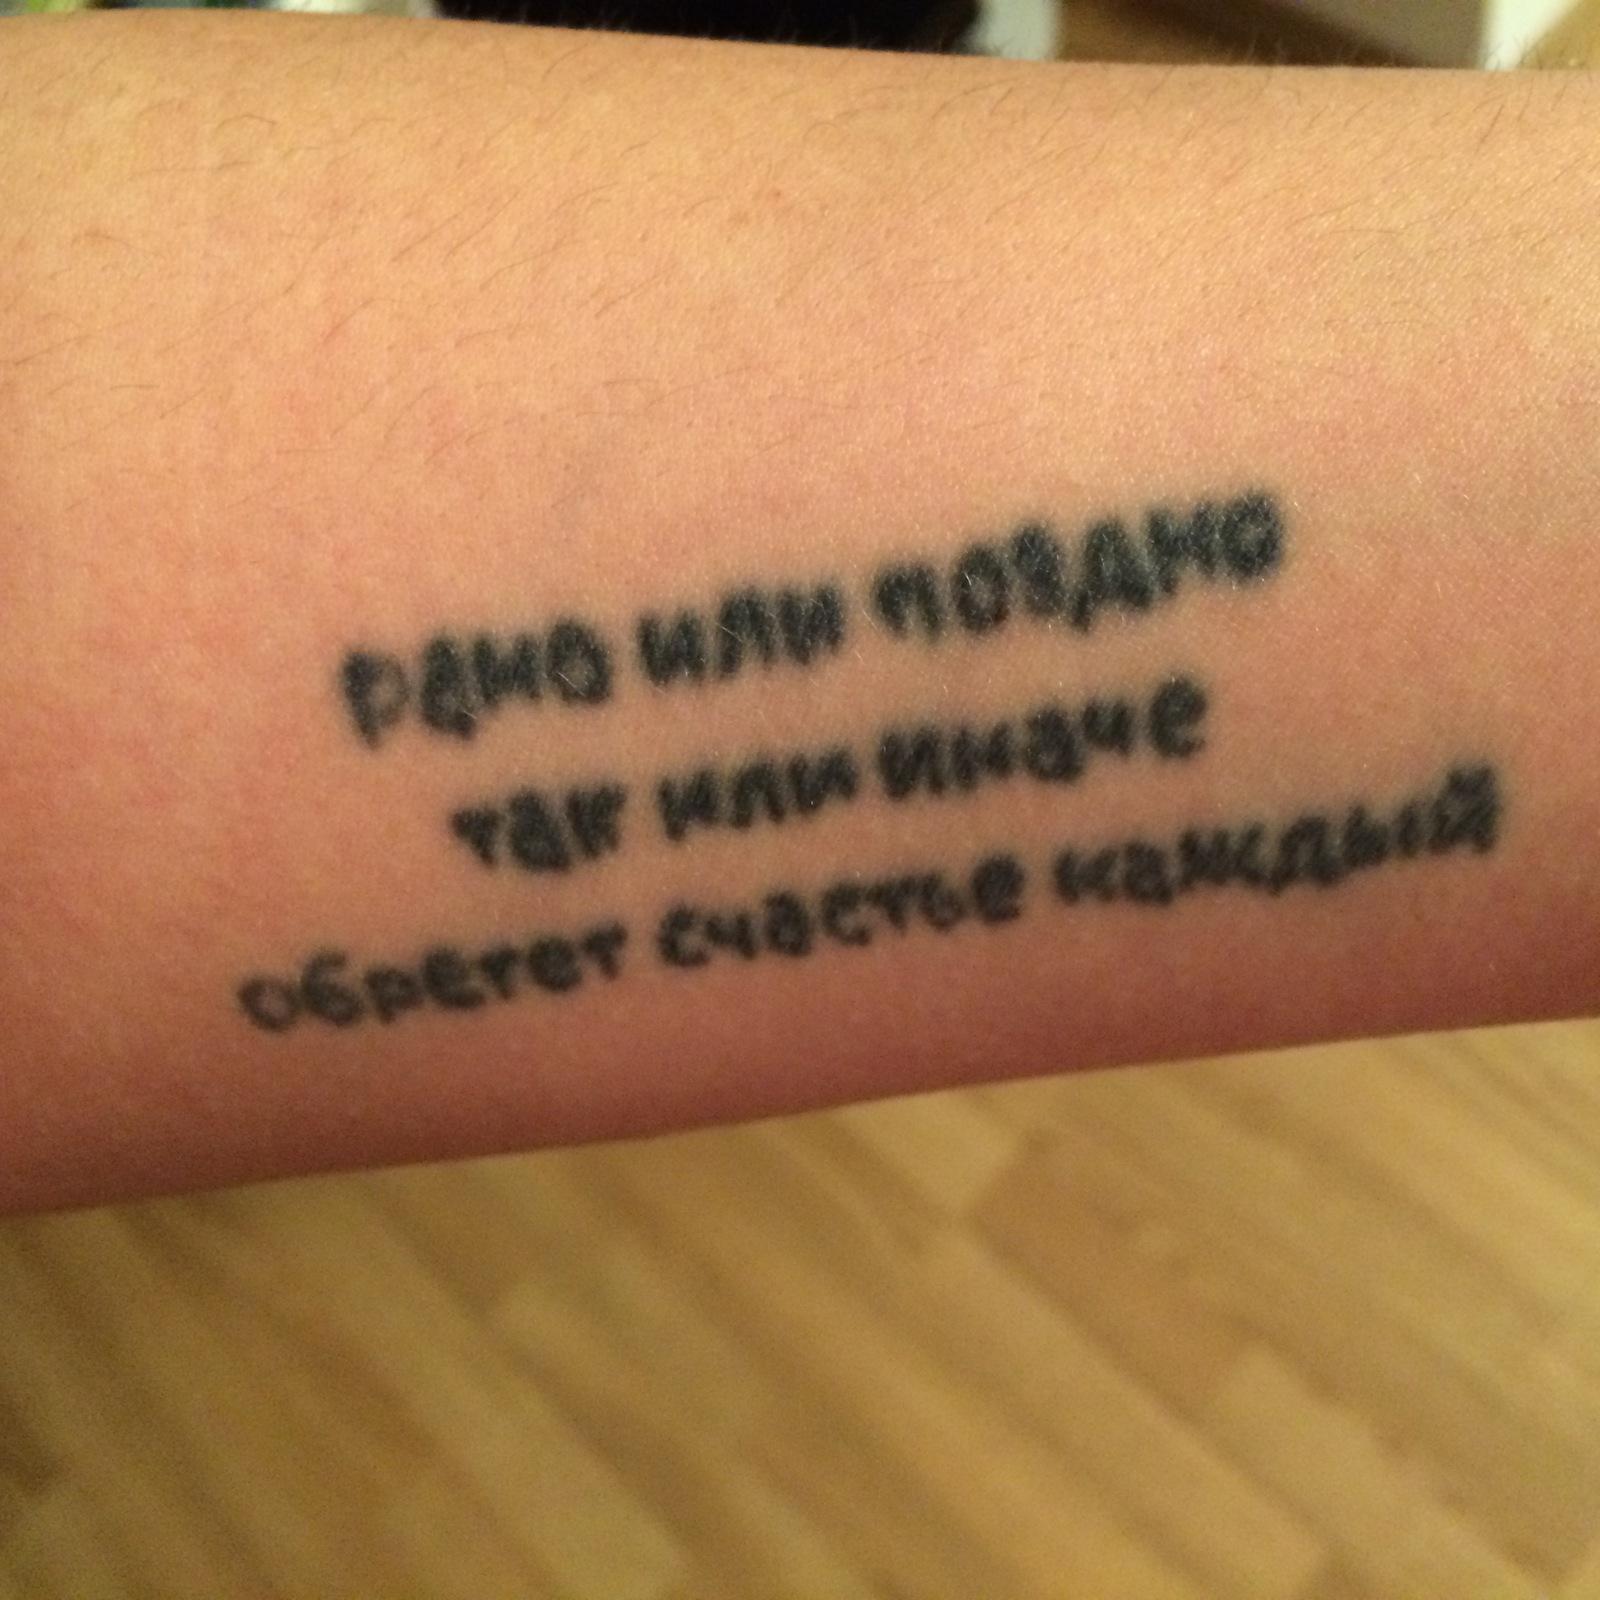 рано или поздно
так или иначе
обретет счастье каждый